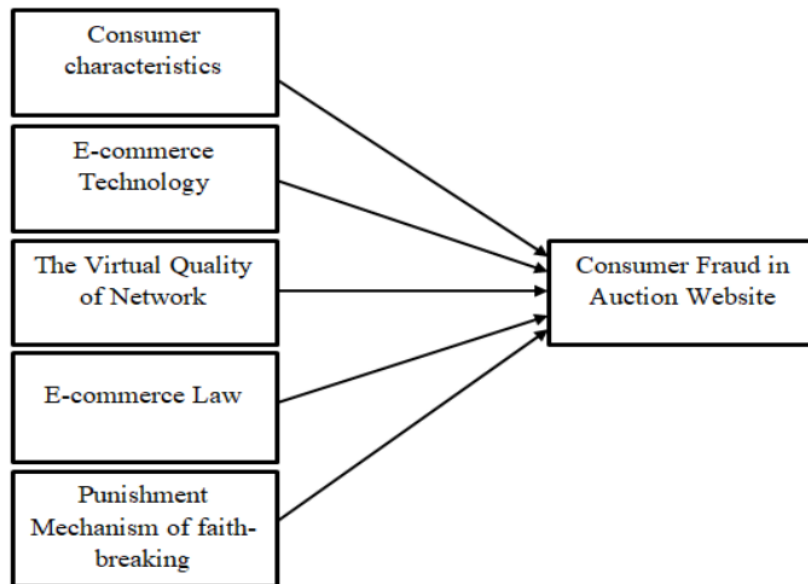 Consumer
characteristics
E-commerce
Technology
The Virtual Quality
of Network
E-commerce Law
Punishment
Mechanism of faith-
breaking
Consumer Fraud in
Auction Website